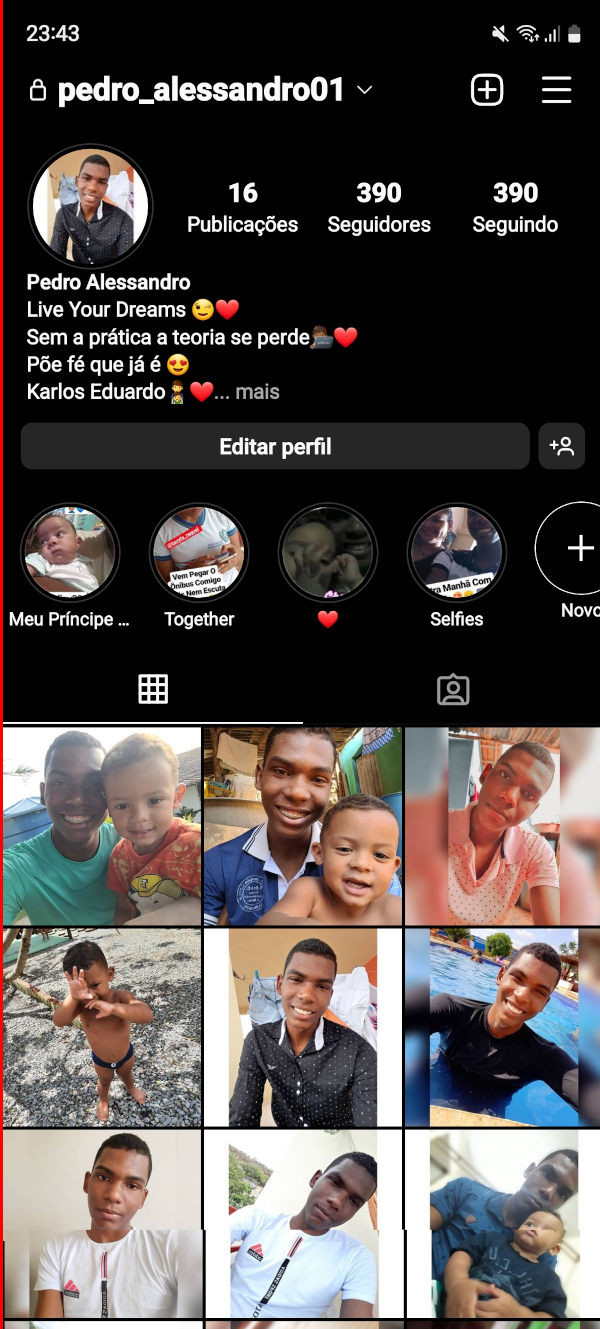 23:43
pedro_alessandro01
16 390 390
Publicações Seguidores Seguindo
Pedro Alessandro
Live Your Dreams 😉❤️
Sem a prática a teoria se perde👨🏾‍💻❤️
Põe fé que já é 😍
Karlos Eduardo👩‍👦❤️... mais
Editar perfil
Vem Pegar O
Ônibus Comigo
is Nem Escuta
tra Manhã Com
Meu Príncipe ... Together ❤️ Selfies Novo